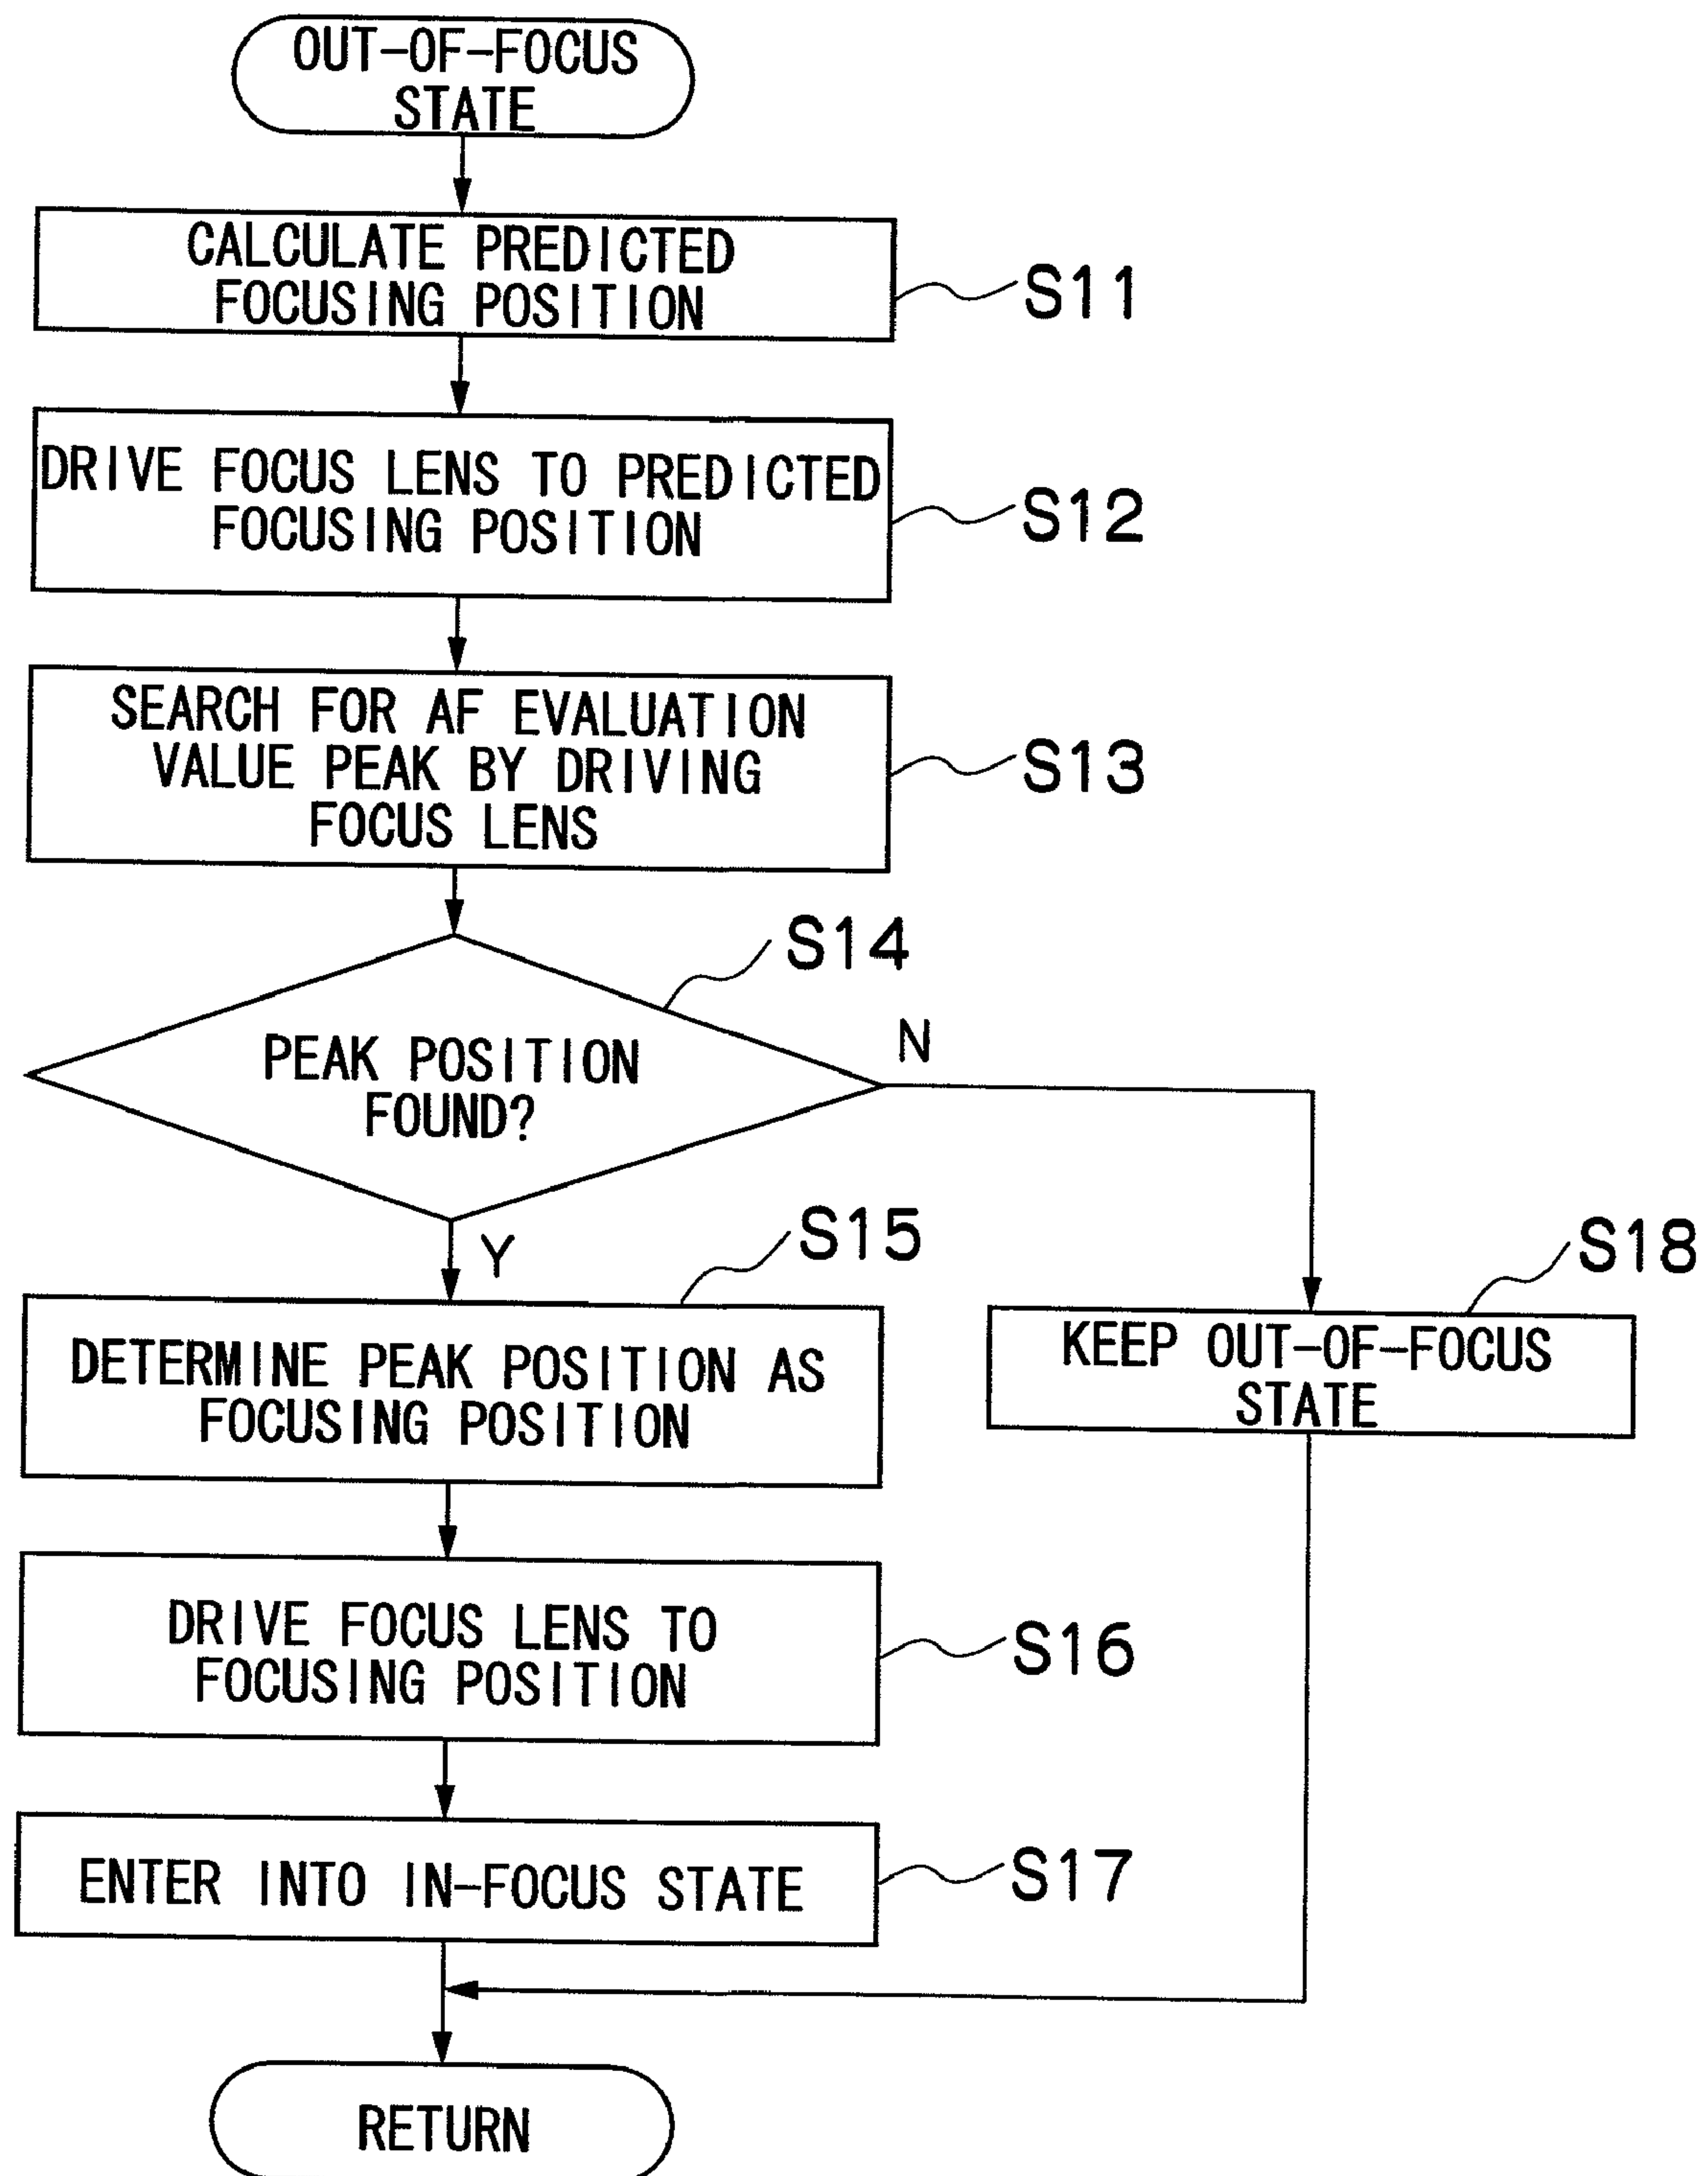 OUT-OF-FOCUS
STATE
CALCULATE PREDICTED
FOCUSING POSITION
S11
DRIVE FOCUS LENS TO PREDICTED
FOCUSING POSITION
S12
SEARCH FOR AF EVALUATION
VALUE PEAK BY DRIVING
FOCUS LENS
S13
S14
PEAK POSITION
FOUND?
N
Y
S15
DETERMINE PEAK POSITION AS
FOCUSING POSITION
S18
KEEP OUT-OF-FOCUS
STATE
DRIVE FOCUS LENS TO
FOCUSING POSITION
S16
ENTER INTO IN-FOCUS STATE
S17
RETURN